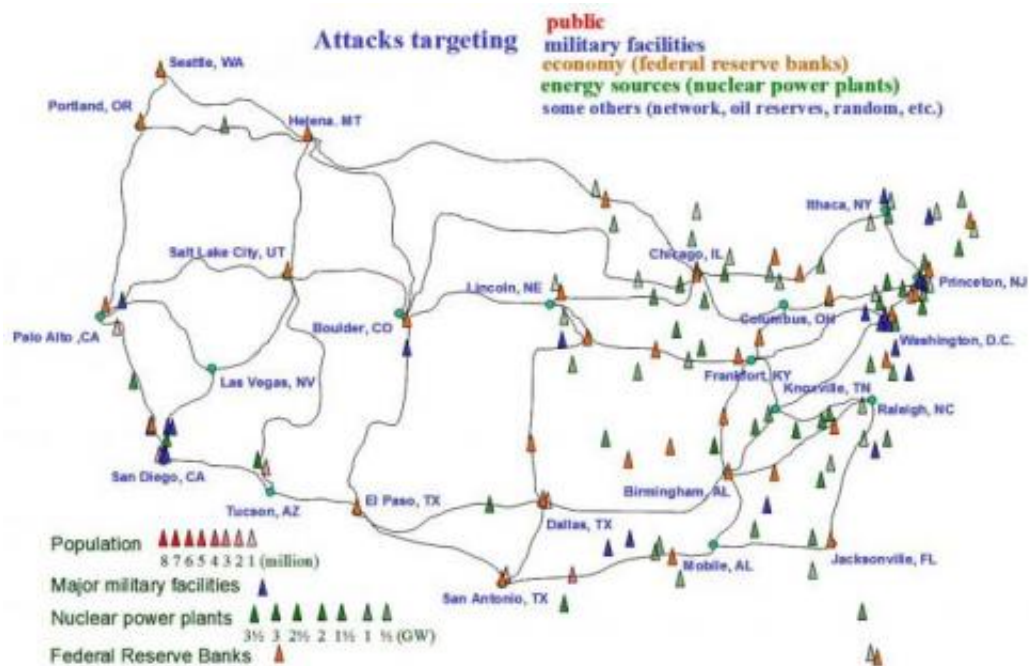 Attacks targeting
public
military facilities
economy (federal reserve banks)
energy sources (nuclear power plants)
some others (network, oil reserves, random, etc.)
Seattle, WA
Portland, OR
Helena, MT
Ithaca, NY
Salt Lake City, UT
Chicago, IL
Lincoln, NE
Princeton, NJ
Palo Alto ,CA
Boulder, CO
Columbus, OH
Washington, D.C.
Las Vegas, NV
Frankfort, KY
Knoxville, TN
Raleigh, NC
San Diego, CA
Birmingham, AL
Tucson, AZ
El Paso, TX
Dallas, TX
Mobile, AL
Jacksonville, FL
San Antonio, TX
Population
8 7 6 5 4 3 2 1 (million)
Major military facilities
Nuclear power plants
3½ 3 2½ 2 1½ 1 ½ (GW)
Federal Reserve Banks